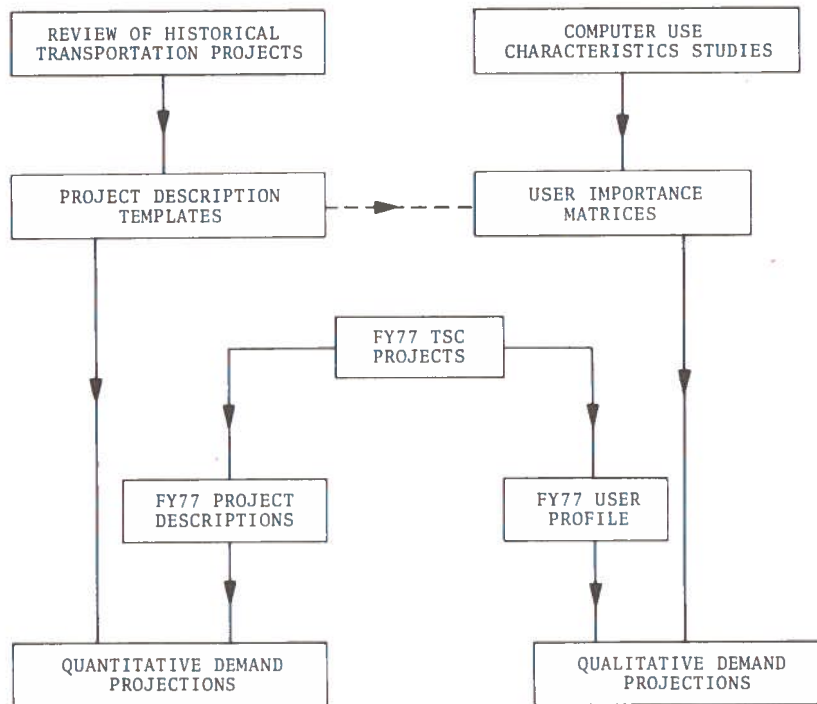 REVIEW OF HISTORICAL
TRANSPORTATION PROJECTS
COMPUTER USE
CHARACTERISTICS STUDIES
PROJECT DESCRIPTION
TEMPLATES
USER IMPORTANCE
MATRICES
FY77 TSC
PROJECTS
FY77 PROJECT
DESCRIPTIONS
FY77 USER
PROFILE
QUANTITATIVE DEMAND
PROJECTIONS
QUALITATIVE DEMAND
PROJECTIONS